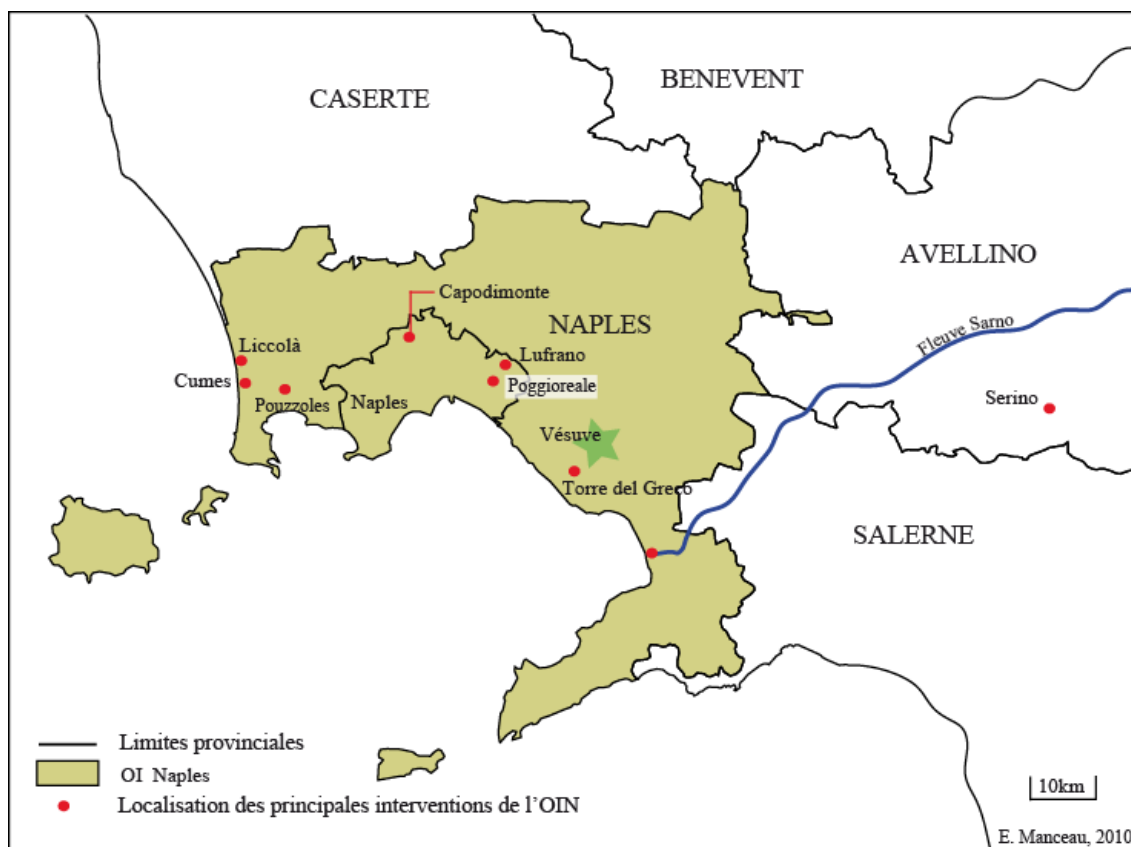 BENEVENT
CASERTE
AVELLINO
Capodimonte
NAPLES
Fleuve Sarno
Liccolà
Lufrano
Cumes
Poggioreale
Pouzzoles
Naples
Serino
Vésuve
Torre del Greco
SALERNE
Limites provinciales
OI Naples
Localisation des principales interventions de l'OIN
10km
E. Manceau, 2010